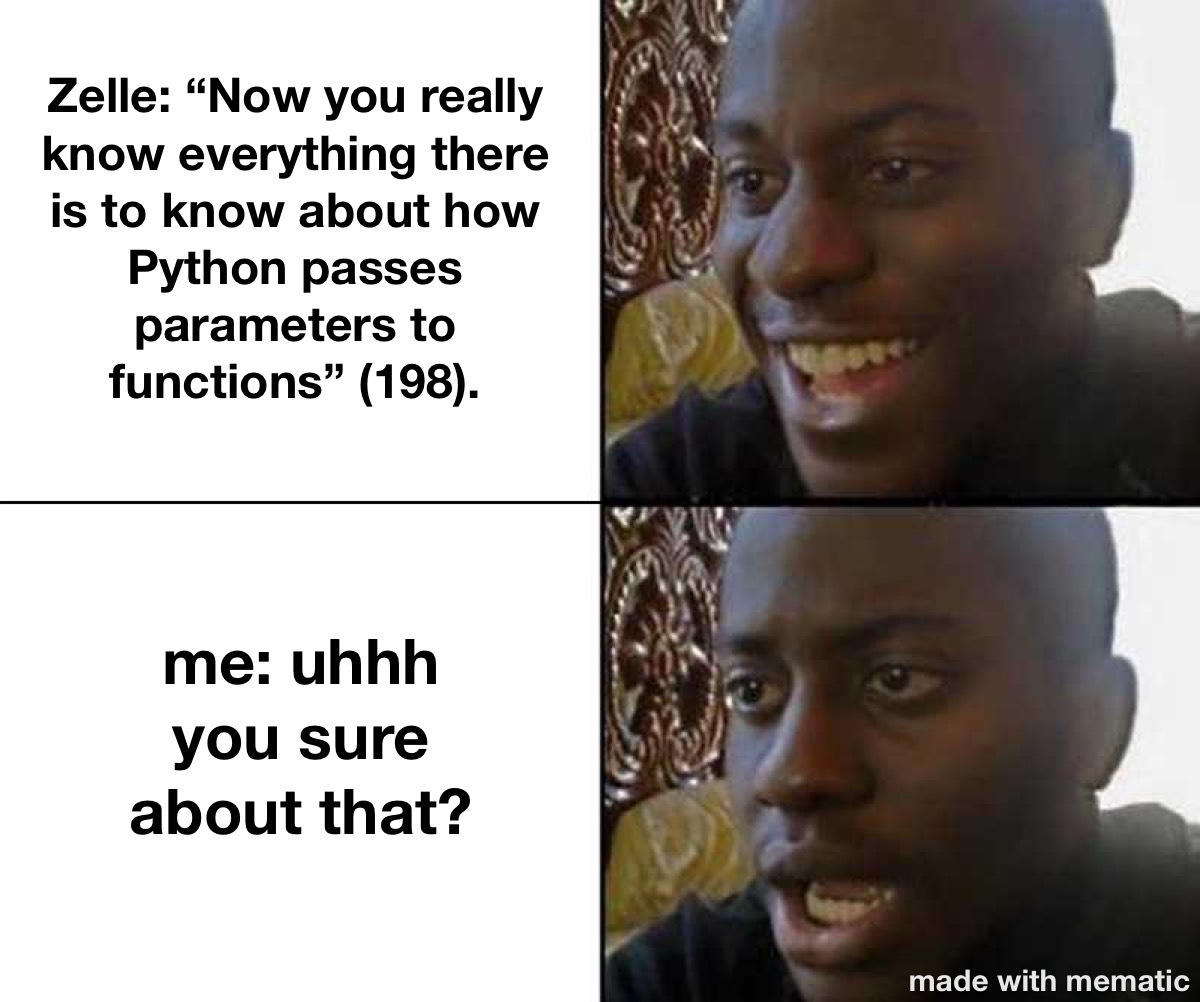 Zelle: “Now you really
know everything there
is to know about how
Python passes
parameters to
functions” (198).
me: uhhh
you sure
about that?
made with mematic